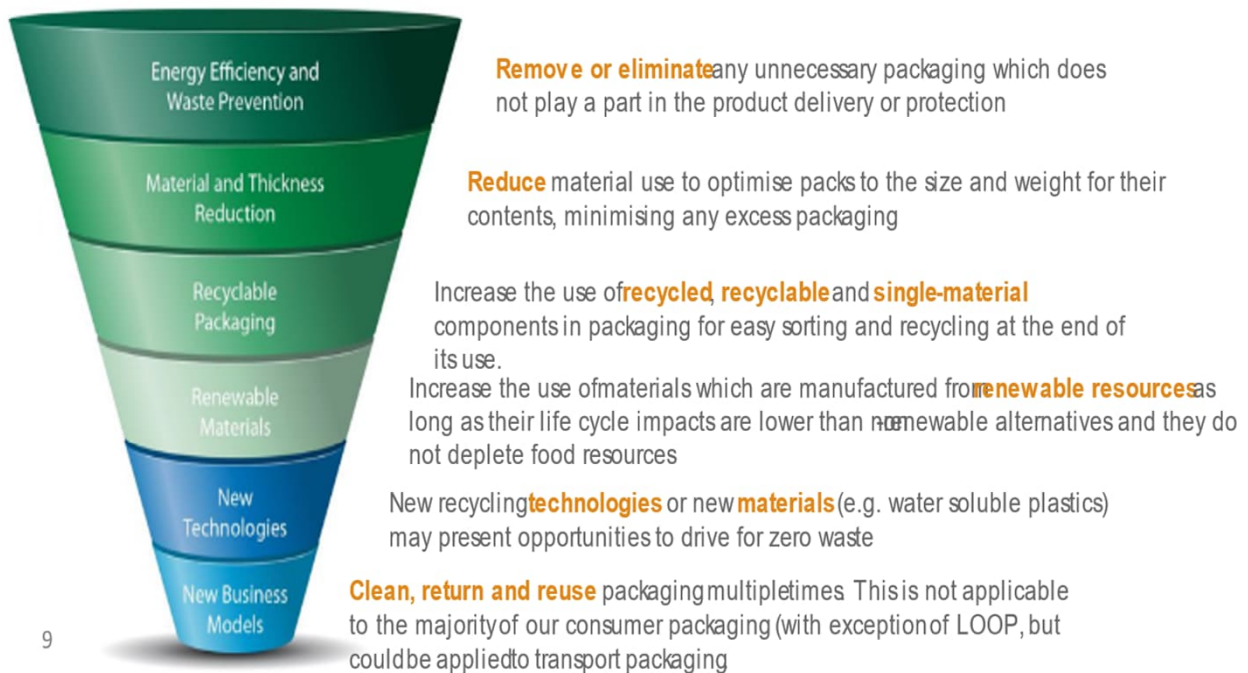 Energy Efficiency and
Waste Prevention
Remove or eliminate any unnecessary packaging which does
not play a part in the product delivery or protection
Material and Thickness
Reduction
Reduce material use to optimise packs to the size and weight for their
contents, minimising any excess packaging
Recyclable
Packaging
Increase the use of recycled, recyclable and single-material
components in packaging for easy sorting and recycling at the end of
its use.
Renewable
Materials
Increase the use of materials which are manufactured from renewable resources as
long as their life cycle impacts are lower than non-renewable alternatives and they do
not deplete food resources
New
Technologies
New recycling technologies or new materials (e.g. water soluble plastics)
may present opportunities to drive for zero waste
New Business
Models
Clean, return and reuse packaging multiple times. This is not applicable
to the majority of our consumer packaging (with exception of LOOP, but
could be applied to transport packaging
9